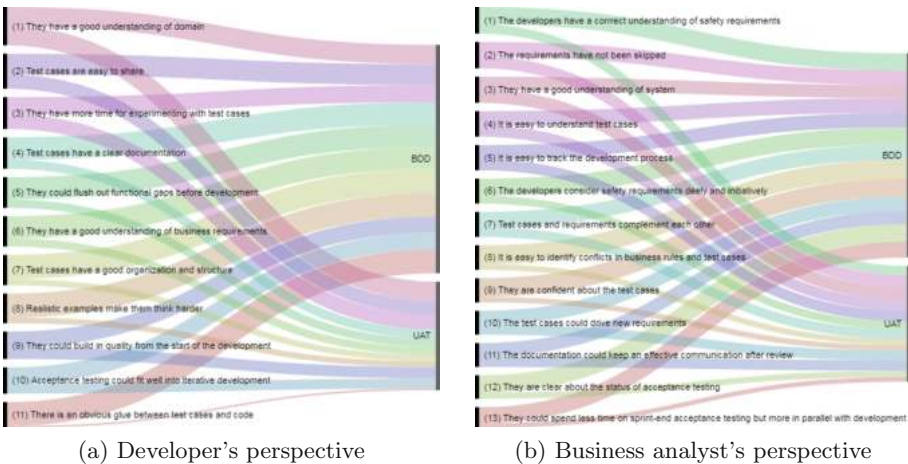 (1) They have a good understanding of domain
(2) Test cases are easy to share
(3) They have more time for experimenting with test cases
(4) Test cases have a clear documentation
(5) They could flush out functional gaps before development
(6) They have a good understanding of business requirements
(7) Test cases have a good organization and structure
(8) Realistic examples make them think harder
(9) They could build in quality from the start of the development
(10) Acceptance testing could fit well into iterative development
(11) There is an obvious glue between test cases and code
BDD
UAT
(a) Developer's perspective
(1) The developers have a correct understanding of safety requirements
(2) The requirements have not been skipped
(3) They have a good understanding of system
(4) It is easy to understand test cases
(5) It is easy to track the development process
(6) The developers consider safety requirements and
(7) Test cases and requirements complement each other
(8) It is easy to identify conflicts in business rules and test cases
(9) They are confident about the test cases
(10) The test cases could drive new requirements
(11) The documentation could keep an effective communication after review
(12) They are clear about the status of acceptance testing
(13) They could spend less time on sprint-end acceptance testing but more in parallel with development
BDD
UAT
(b) Business analyst's perspective